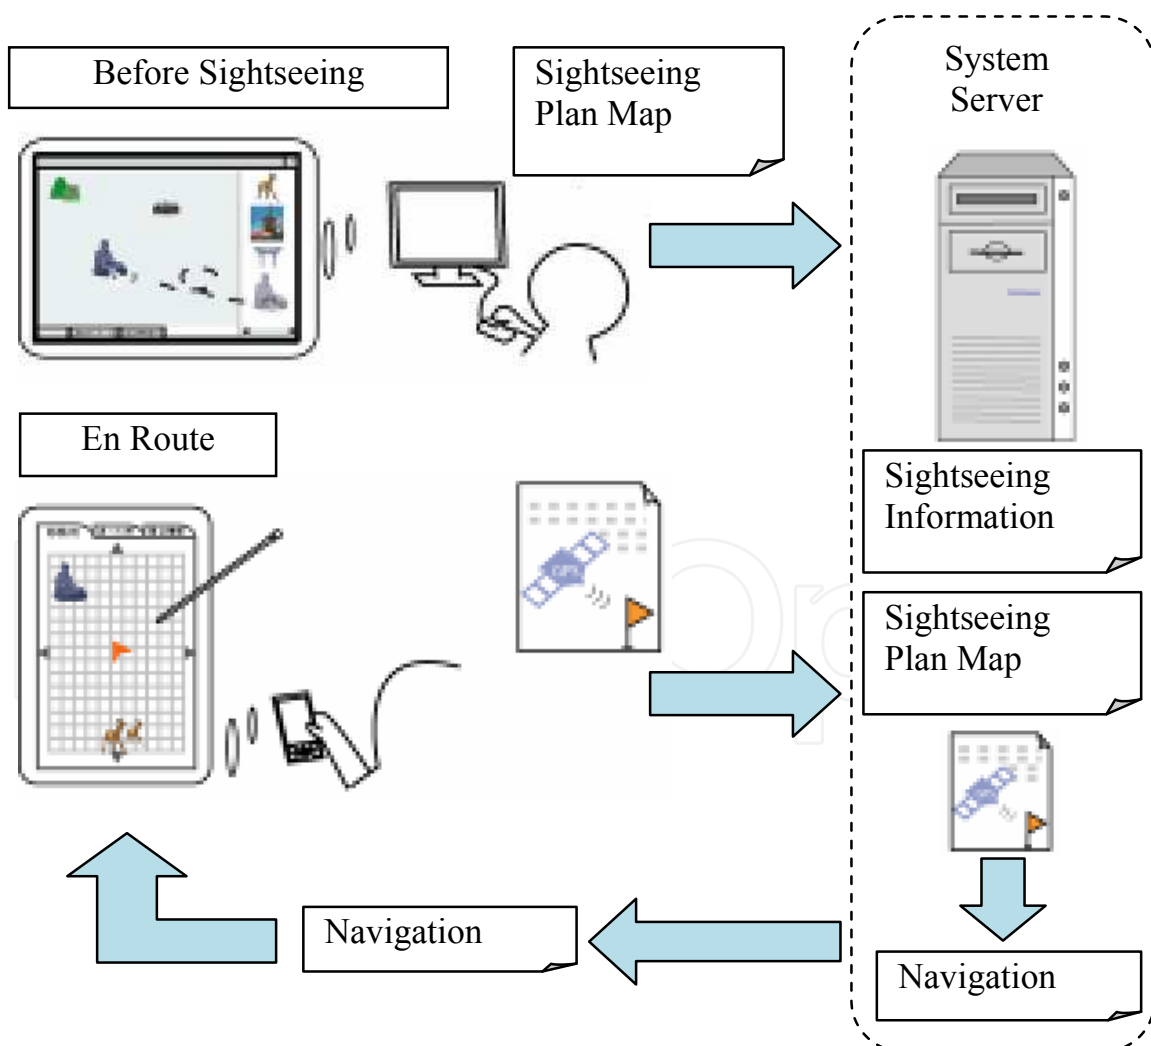 Before Sightseeing
Sightseeing
Plan Map
System
Server
En Route
Sightseeing
Information
Sightseeing
Plan Map
Navigation
Navigation